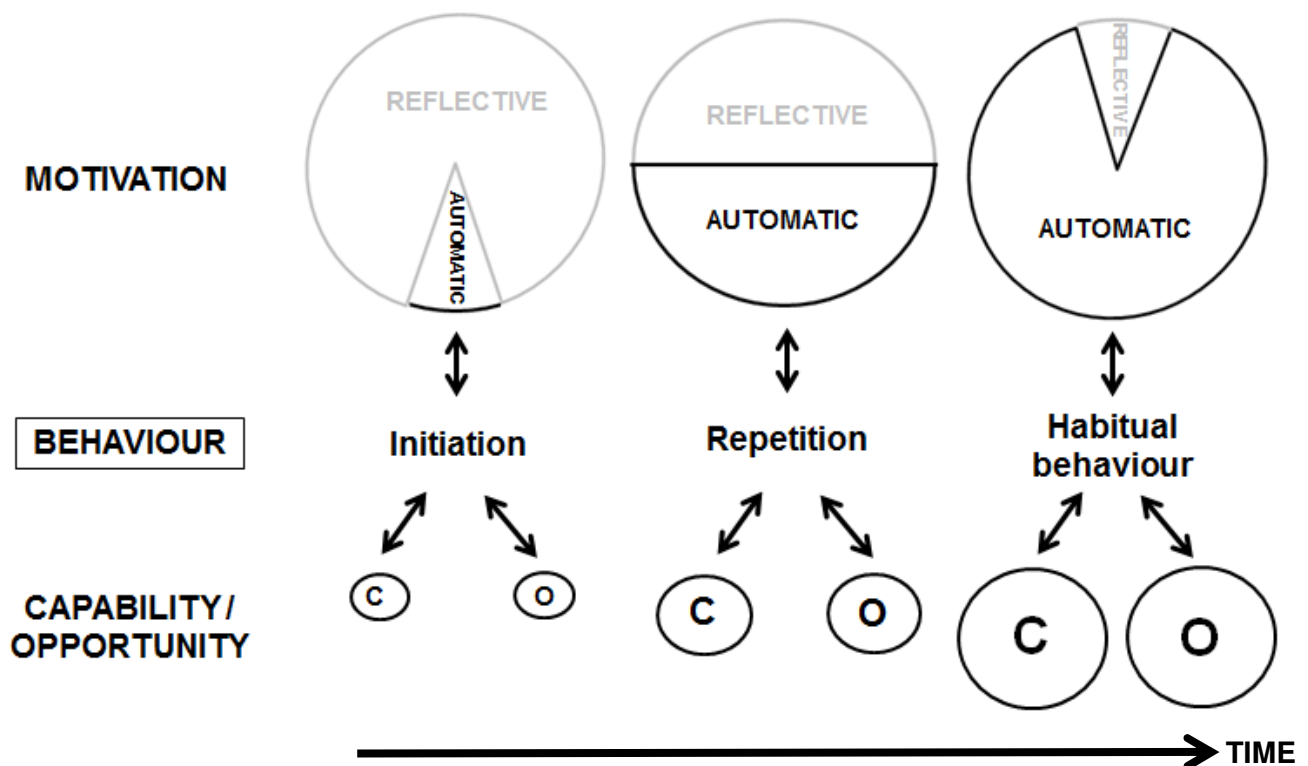 REFLECTIVE
AUTOMATIC
REFLECTIVE
AUTOMATIC
REFLECTIVE
AUTOMATIC
MOTIVATION
BEHAVIOUR
Initiation
Repetition
Habitual
behaviour
C
O
C
O
C
O
CAPABILITY/
OPPORTUNITY
TIME